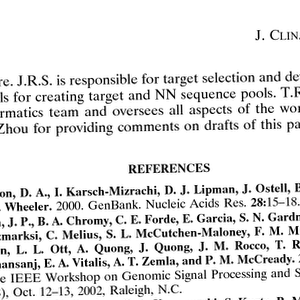 J. CLIN.
re. J.R.S. is responsible for target selection and de
ls for creating target and NN sequence pools. T.R
rmatics team and oversees all aspects of the wor
Zhou for providing comments on drafts of this pa
REFERENCES
on, D. A., I. Karsch-Mizrachi, D. J. Lipman, J. Ostell, B
. Wheeler. 2000. GenBank. Nucleic Acids Res. 28:15–18.
, J. P., B. A. Chromy, C. E. Forde, E. Garcia, S. N. Gardn
zmarksi, C. Melius, S. L. McCutchen-Maloney, F. M. M
n, L. L. Ott, A. Quong, J. Quong, J. M. Rocco, T. R
hansanj, E. A. Vitalis, A. T. Zemla, and P. M. McCready. 2
he IEEE Workshop on Genomic Signal Processing and S
S), Oct. 12–13, 2002, Raleigh, N.C.